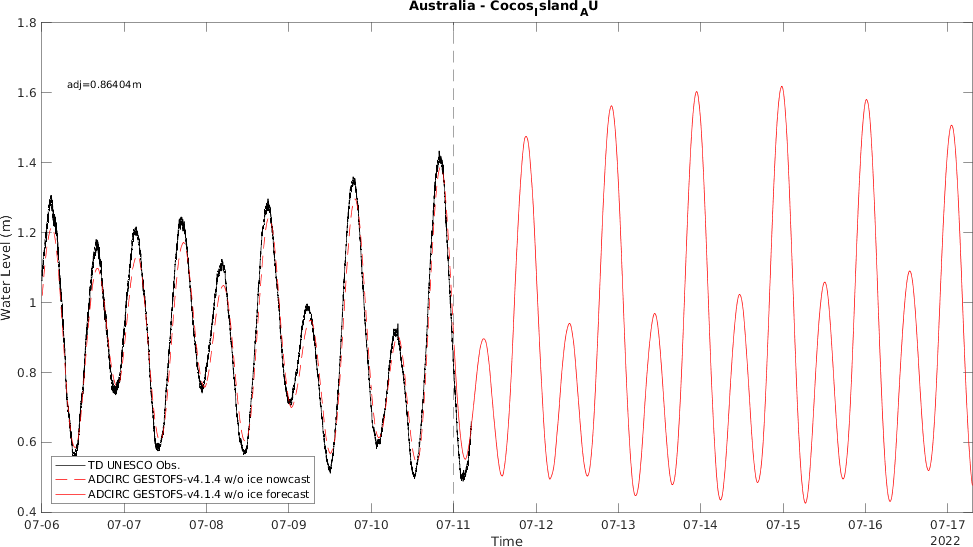 Australia - CocosIslandAU
1.8
adj=0.86404m
1.6
1.4
1.2
1
0.8
0.6
0.4
Water Level (m)
TD UNESCO Obs.
ADCIRC GESTOFS-v4.1.4 w/o ice nowcast
ADCIRC GESTOFS-v4.1.4 w/o ice forecast
07-06 07-07 07-08 07-09 07-10 07-11 07-12 07-13 07-14 07-15 07-16 07-17
Time
2022